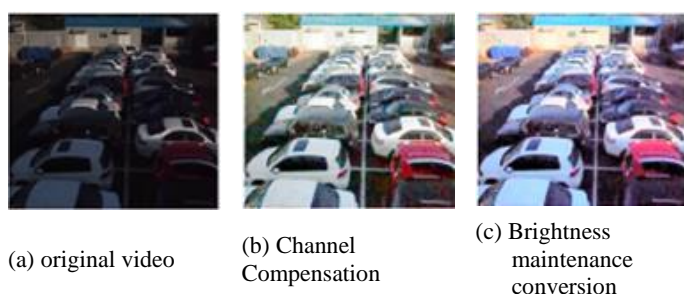 (a) original video
(b) Channel
Compensation
(c) Brightness
maintenance
conversion